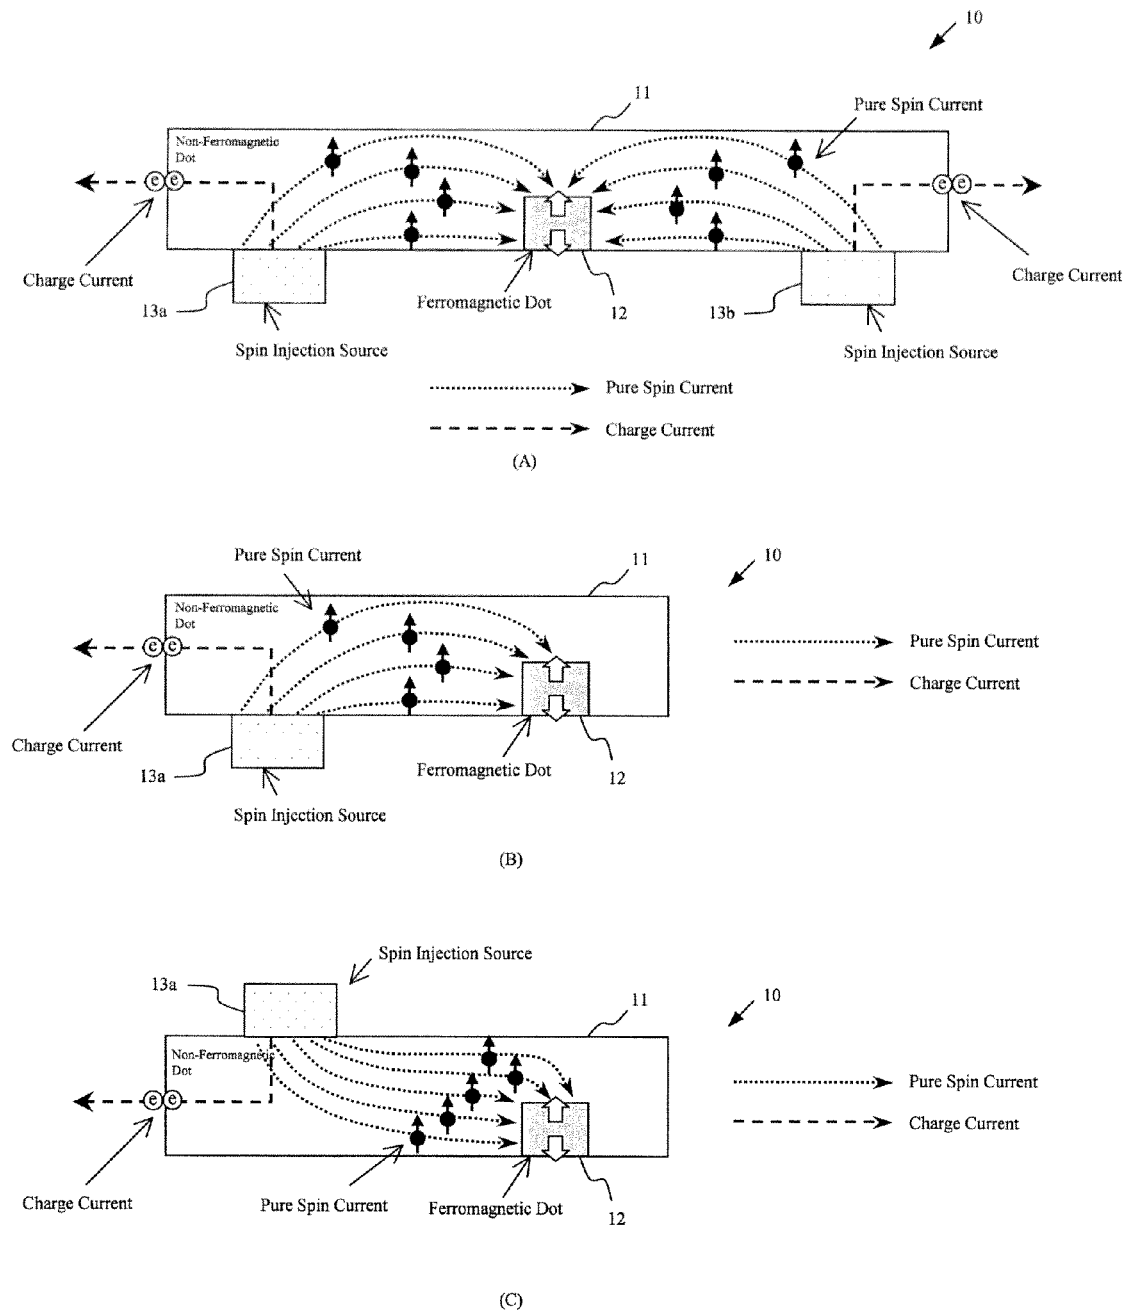 10
11
Pure Spin Current
Non-Ferromagnetic
Dot
e e
e e
Charge Current
Ferromagnetic Dot
Charge Current
13a
12
13b
Spin Injection Source
Spin Injection Source
Pure Spin Current
Charge Current
(A)
Pure Spin Current
11
10
Non-Ferromagnetic
Dot
e e
Pure Spin Current
Charge Current
Charge Current
13a
Ferromagnetic Dot
12
Spin Injection Source
(B)
Spin Injection Source
13a
11
10
Non-Ferromagnetic
Dot
e e
Pure Spin Current
Charge Current
Charge Current
Pure Spin Current
Ferromagnetic Dot
12
(C)